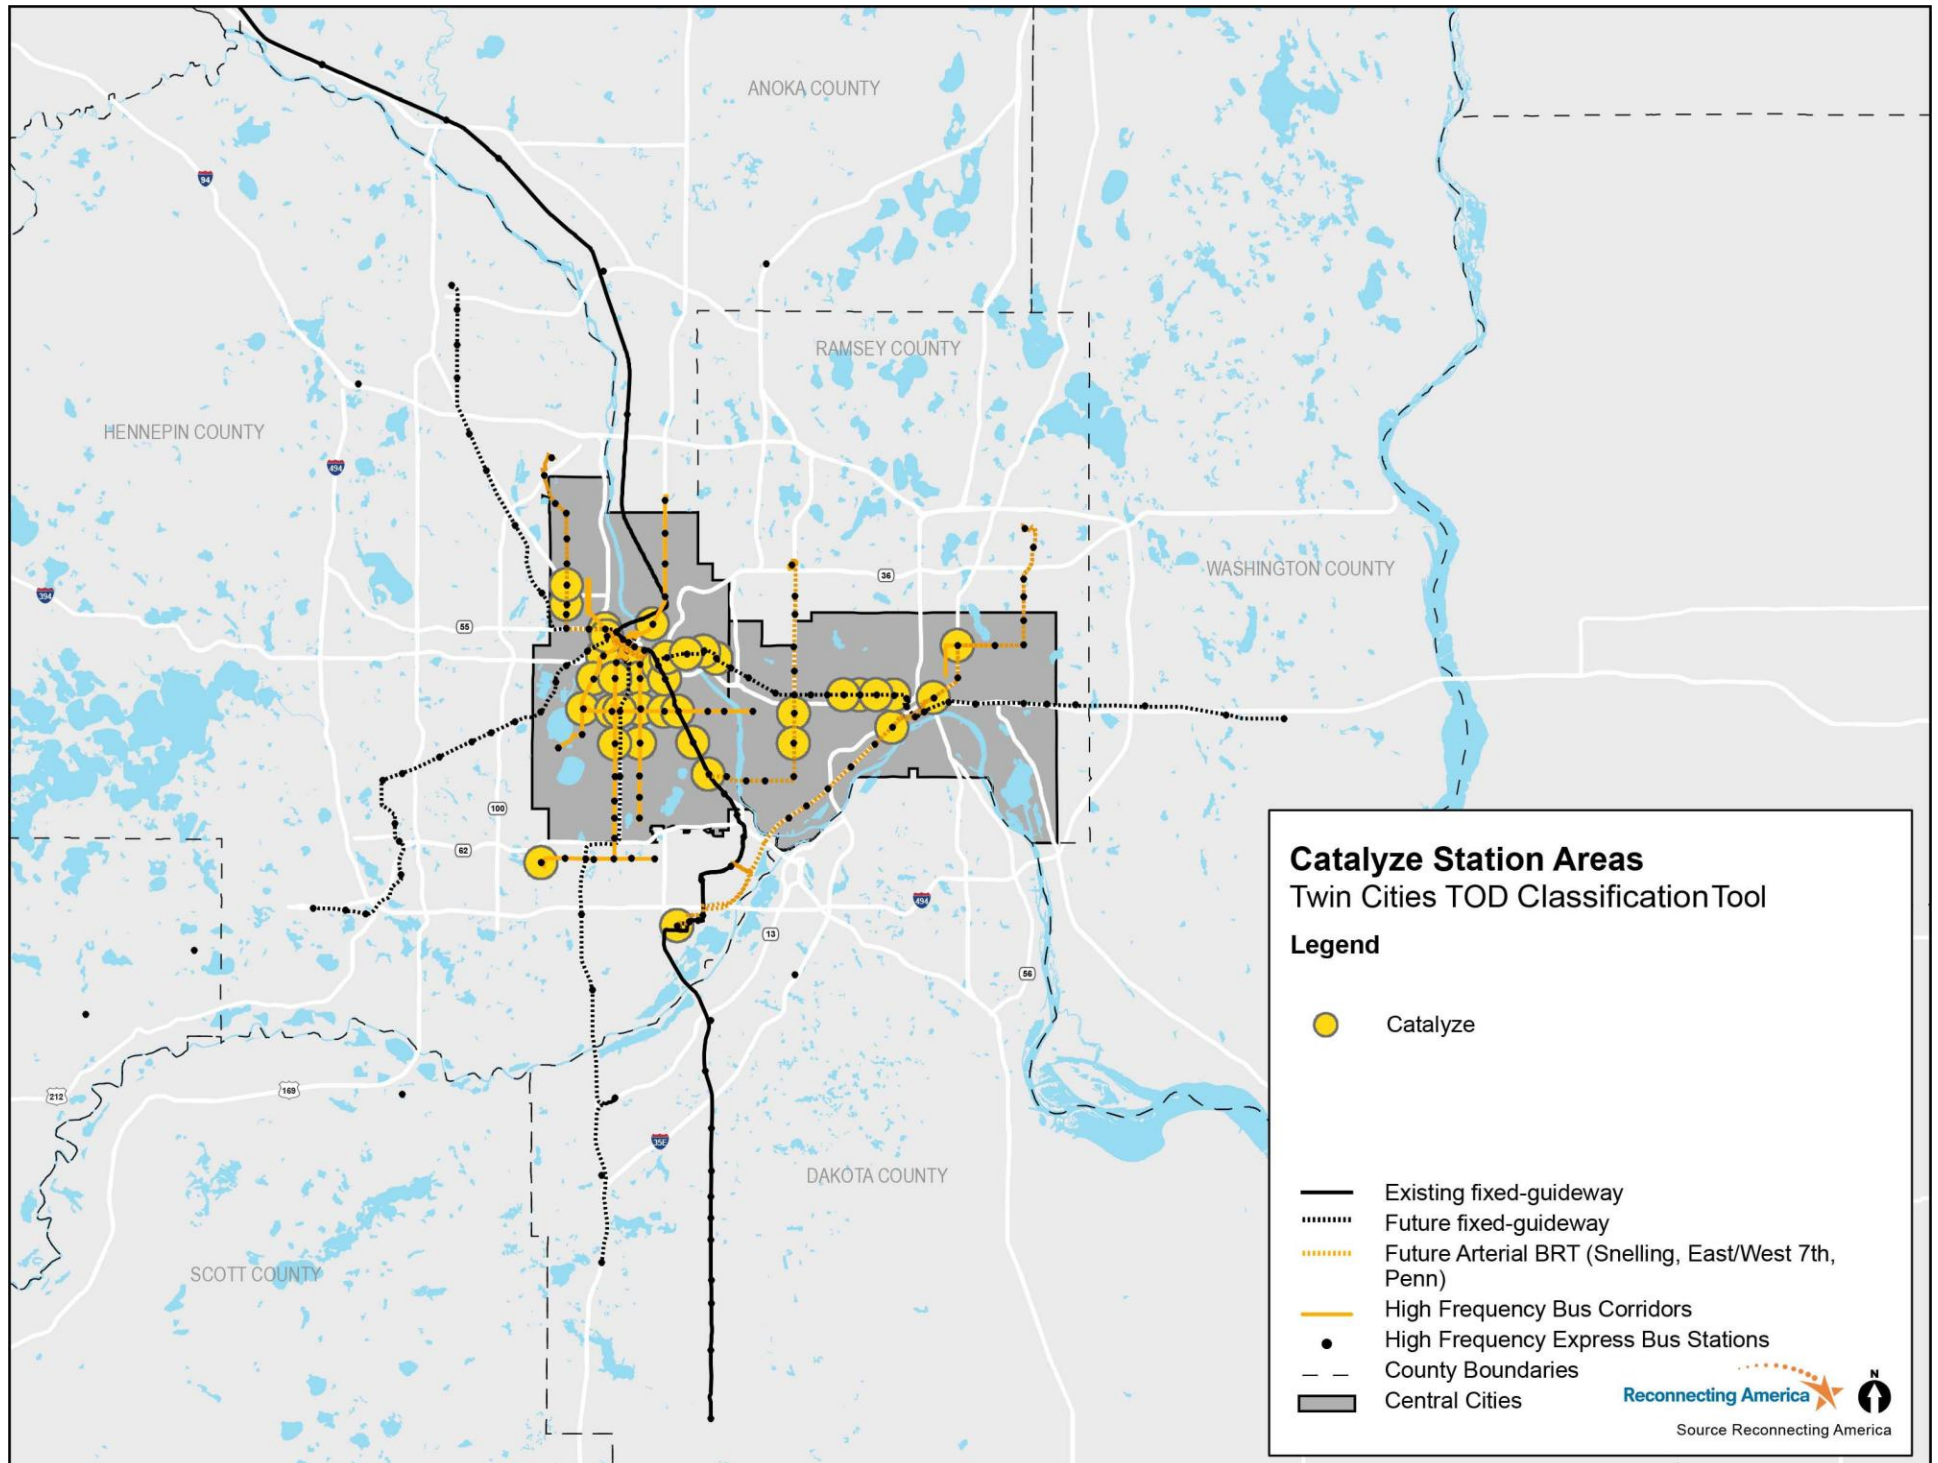 ANOKA COUNTY
94
RAMSEY COUNTY
HENNEPIN COUNTY
494
36
WASHINGTON COUNTY
394
55
100
62
494
13
56
212
169
35E
DAKOTA COUNTY
SCOTT COUNTY
Catalyze Station Areas
Twin Cities TOD Classification Tool
Legend
Catalyze
Existing fixed-guideway
Future fixed-guideway
Future Arterial BRT (Snelling, East/West 7th,
Penn)
High Frequency Bus Corridors
High Frequency Express Bus Stations
County Boundaries
Central Cities
Reconnecting America
N
Source Reconnecting America